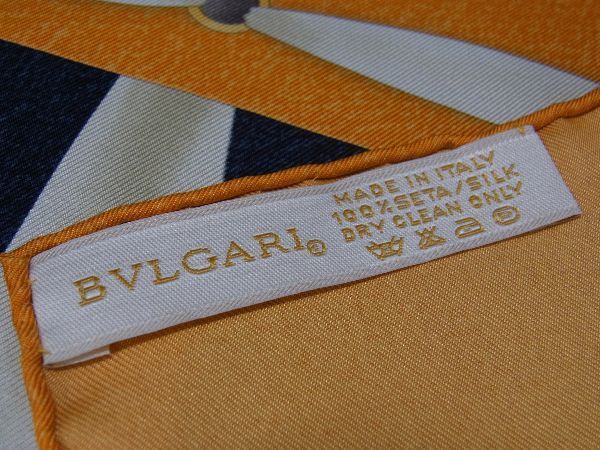 BVLGARI©
MADE IN ITALY
100%SETA/SILK
DRY CLEAN ONLY